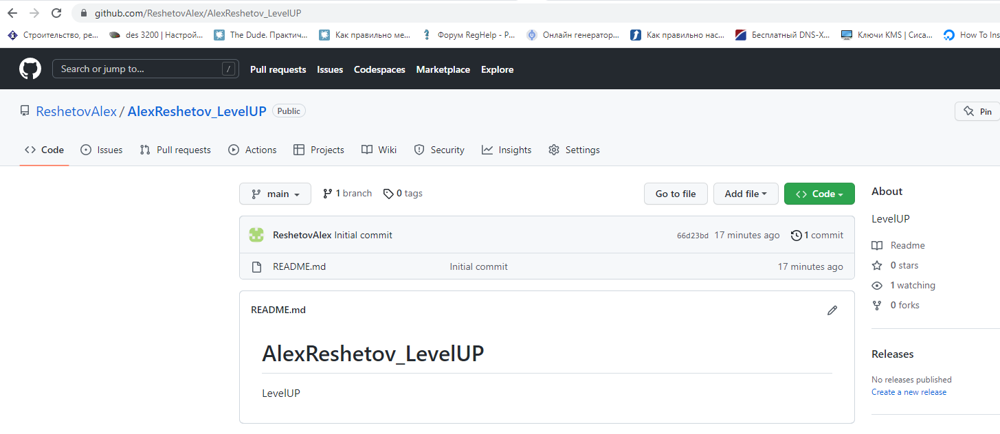 github.com/ReshetovAlex/AlexReshetov_LevelUP
Строительство, ре... des 3200 | Настрой... The Dude. Практич... Как правильно ме... Форум RegHelp - Р... Онлайн генератор... Как правильно нас... Бесплатный DNS-X... Ключи KMS | Сиса... How To Ins
Search or jump to... / Pull requests Issues Codespaces Marketplace Explore
ReshetovAlex / AlexReshetov_LevelUP Public Pin
Code Issues Pull requests Actions Projects Wiki Security Insights Settings
main 1 branch 0 tags Go to file Add file Code
ReshetovAlex Initial commit 66d23bd 17 minutes ago 1 commit
README.md Initial commit 17 minutes ago
README.md
AlexReshetov_LevelUP
LevelUP
About
LevelUP
Readme
0 stars
1 watching
0 forks
Releases
No releases published
Create a new release